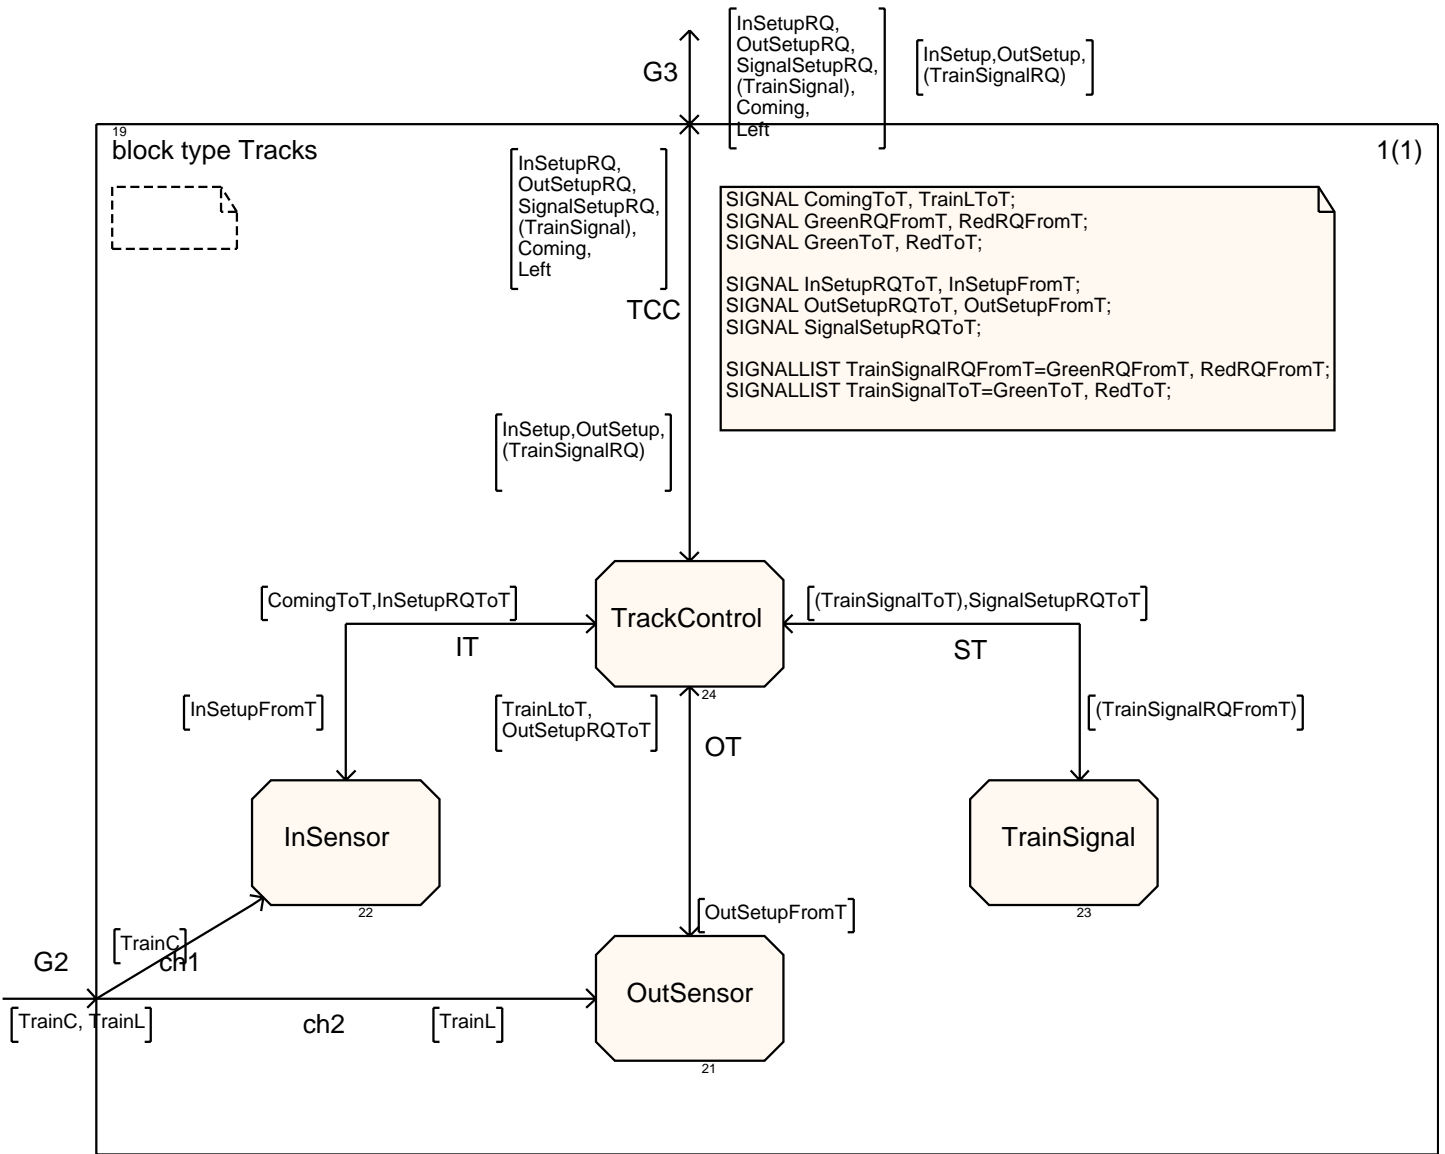 InSetupRQ,
OutSetupRQ,
SignalSetupRQ,
(TrainSignal),
Coming,
Left
InSetup,OutSetup,
(TrainSignalRQ)
G3
19
block type Tracks
1(1)
InSetupRQ,
OutSetupRQ,
SignalSetupRQ,
(TrainSignal),
Coming,
Left
TCC
SIGNAL ComingToT, TrainLToT;
SIGNAL GreenRQFromT, RedRQFromT;
SIGNAL GreenToT, RedToT;
SIGNAL InSetupRQToT, InSetupFromT;
SIGNAL OutSetupRQToT, OutSetupFromT;
SIGNAL SignalSetupRQToT;
SIGNALLIST TrainSignalRQFromT=GreenRQFromT, RedRQFromT;
SIGNALLIST TrainSignalToT=GreenToT, RedToT;
InSetup,OutSetup,
(TrainSignalRQ)
ComingToT,InSetupRQToT
TrackControl
(TrainSignalToT),SignalSetupRQToT
IT
ST
24
InSetupFromT
TrainLtoT,
OutSetupRQToT
OT
(TrainSignalRQFromT)
InSensor
TrainSignal
22
23
OutSetupFromT
TrainC
ch1
G2
OutSensor
TrainC, TrainL
ch2
TrainL
21